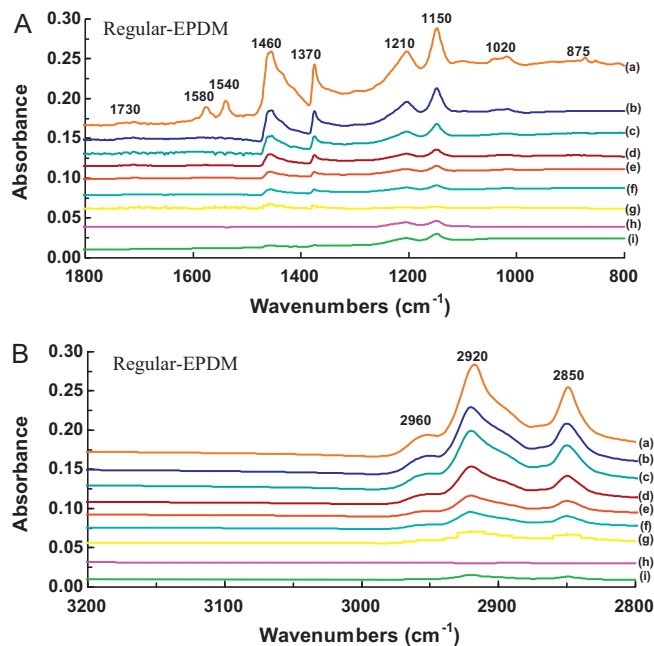 A
Regular-EPDM
1730
1580
1540
1460
1370
1210
1150
1020
875
0.30
0.25
0.20
0.15
0.10
0.05
0.00
Absorbance
(a)
(b)
(c)
(d)
(e)
(f)
(g)
(h)
(i)
1800 1600 1400 1200 1000 800
Wavenumbers (cm-1)
B
Regular-EPDM
2960
2920
2850
0.30
0.25
0.20
0.15
0.10
0.05
0.00
Absorbance
(a)
(b)
(c)
(d)
(e)
(f)
(g)
(h)
(i)
3200 3100 3000 2900 2800
Wavenumbers (cm-1)